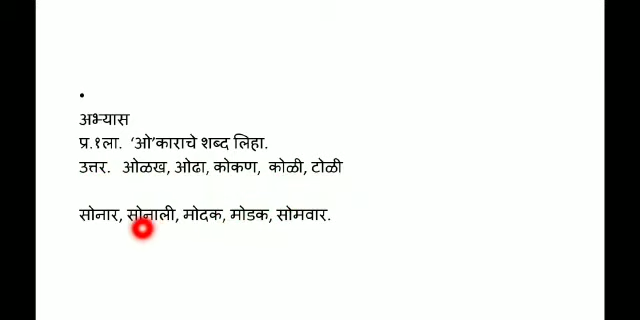 •
अभ्यास
प्र.१ला. ‘ओ’काराचे शब्द लिहा.
उत्तर. ओळख, ओढा, कोकण, कोळी, टोळी
सोनार, सोनाली, मोदक, मोडक, सोमवार.